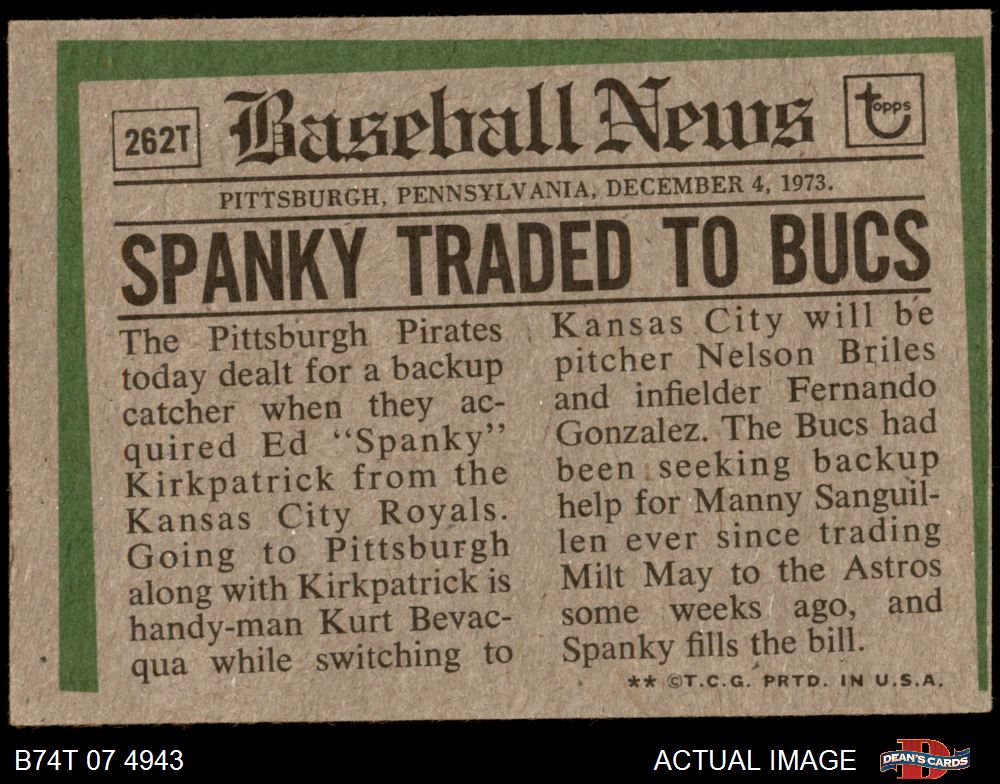 262T
Baseball News
topps
PITTSBURGH, PENNSYLVANIA, DECEMBER 4, 1973.
SPANKY TRADED TO BUCS
The Pittsburgh Pirates
today dealt for a backup
catcher when they ac-
quired Ed “Spanky”
Kirkpatrick from the
Kansas City Royals.
Going to Pittsburgh
along with Kirkpatrick is
handy-man Kurt Bevac-
qua while switching to
Kansas City will be
pitcher Nelson Briles
and infielder Fernando
Gonzalez. The Bucs had
been seeking backup
help for Manny Sanguil-
len ever since trading
Milt May to the Astros
some weeks ago, and
Spanky fills the bill.
** ©T.C.G. PRTD. IN U.S.A.
B74T 07 4943
ACTUAL IMAGE
D
DEAN'S CARDS